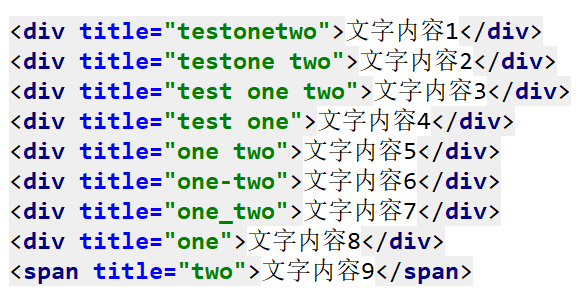 <div title="testonetwo">文字内容1</div>
<div title="testone two">文字内容2</div>
<div title="test one two">文字内容3</div>
<div title="test one">文字内容4</div>
<div title="one two">文字内容5</div>
<div title="one-two">文字内容6</div>
<div title="one_two">文字内容7</div>
<div title="one">文字内容8</div>
<span title="two">文字内容9</span>